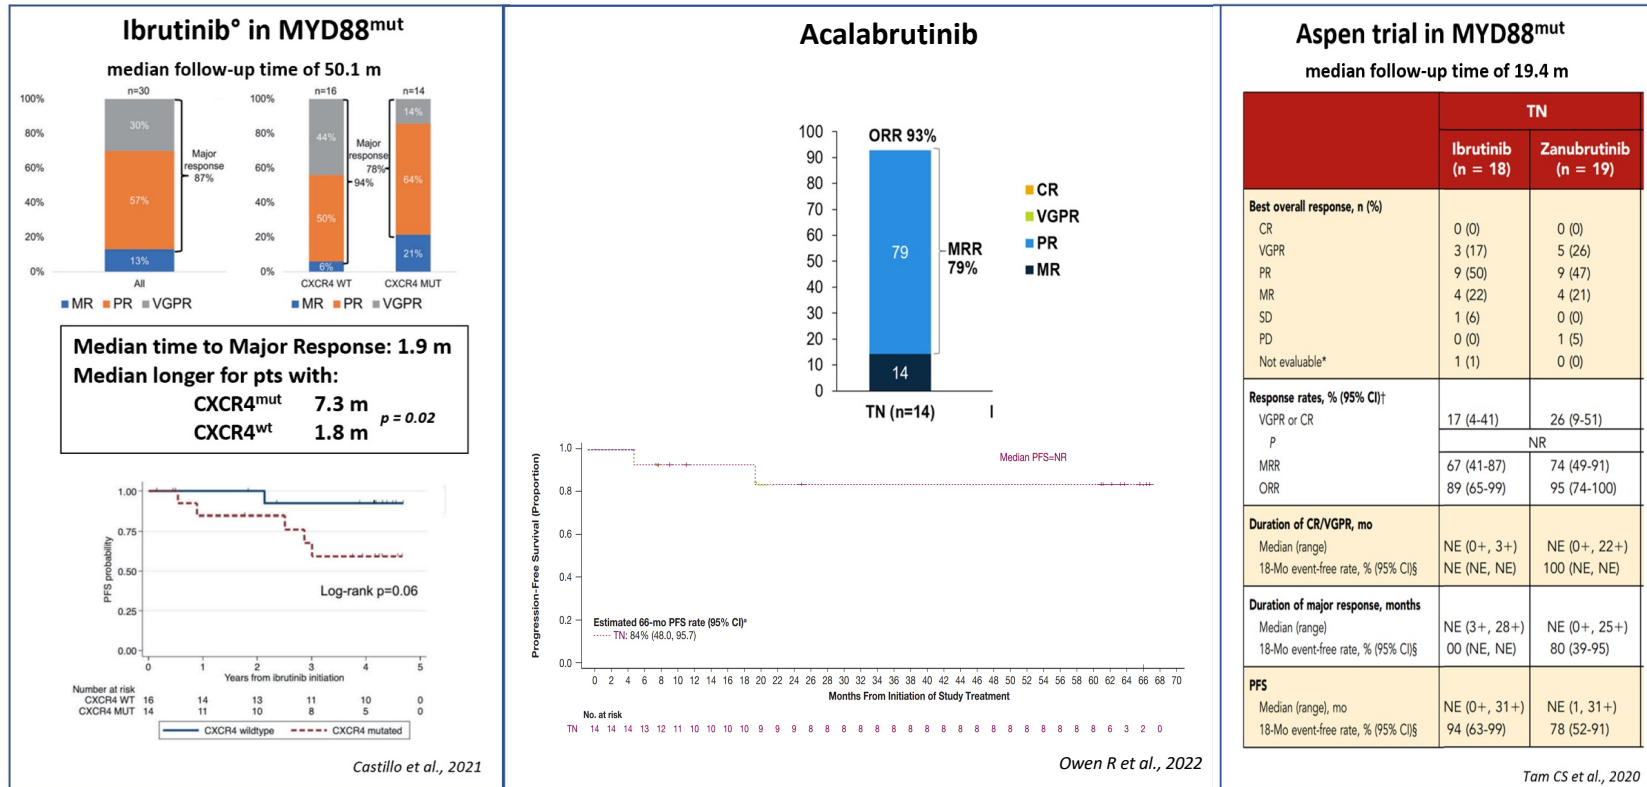 Ibrutinib° in MYD88mut
median follow-up time of 50.1 m
n=30
100%
80%
60%
40%
20%
0%
30%
57%
13%
Major
response
87%
All
MR PR VGPR
n=16 n=14
100%
80%
60%
40%
20%
0%
44%
50%
6%
14%
64%
21%
Major
response
78%
94%
CXCR4 WT CXCR4 MUT
MR PR VGPR
Median time to Major Response: 1.9 m
Median longer for pts with:
CXCR4mut 7.3 m
p = 0.02
CXCR4wt 1.8 m
PFS probability
1.00
0.75
0.50
0.25
0.00
Log-rank p=0.06
0 1 2 3 4 5
Years from ibrutinib initiation
Number at risk
CXCR4 WT 16 14 13 11 10 0
CXCR4 MUT 14 11 10 8 5 0
CXCR4 wildtype CXCR4 mutated
Castillo et al., 2021
Acalabrutinib
100
90
80
70
60
50
40
30
20
10
0
ORR 93%
79
14
MRR
79%
CR
VGPR
PR
MR
TN (n=14) I
Progression-Free Survival (Proportion)
1.0
0.8
0.6
0.4
0.2
0.0
Median PFS=NR
Estimated 66-mo PFS rate (95% CI)ª
TN: 84% (48.0, 95.7)
0 2 4 6 8 10 12 14 16 18 20 22 24 26 28 30 32 34 36 38 40 42 44 46 48 50 52 54 56 58 60 62 64 66 68 70
Months From Initiation of Study Treatment
No. at risk
TN 14 14 14 13 12 11 10 10 10 10 9 9 9 8 8 8 8 8 8 8 8 8 8 8 8 8 8 8 8 8 8 6 3 2 0
Owen R et al., 2022
Aspen trial in MYD88mut
median follow-up time of 19.4 m
TN
Ibrutinib Zanubrutinib
(n = 18) (n = 19)
Best overall response, n (%)
CR 0 (0) 0 (0)
VGPR 3 (17) 5 (26)
PR 9 (50) 9 (47)
MR 4 (22) 4 (21)
SD 1 (6) 0 (0)
PD 0 (0) 1 (5)
Not evaluable* 1 (1) 0 (0)
Response rates, % (95% CI)†
VGPR or CR 17 (4-41) 26 (9-51)
P NR
MRR 67 (41-87) 74 (49-91)
ORR 89 (65-99) 95 (74-100)
Duration of CR/VGPR, mo
Median (range) NE (0+, 3+) NE (0+, 22+)
18-Mo event-free rate, % (95% CI)§ NE (NE, NE) 100 (NE, NE)
Duration of major response, months
Median (range) NE (3+, 28+) NE (0+, 25+)
18-Mo event-free rate, % (95% CI)§ 00 (NE, NE) 80 (39-95)
PFS
Median (range), mo NE (0+, 31+) NE (1, 31+)
18-Mo event-free rate, % (95% CI)§ 94 (63-99) 78 (52-91)
Tam CS et al., 2020